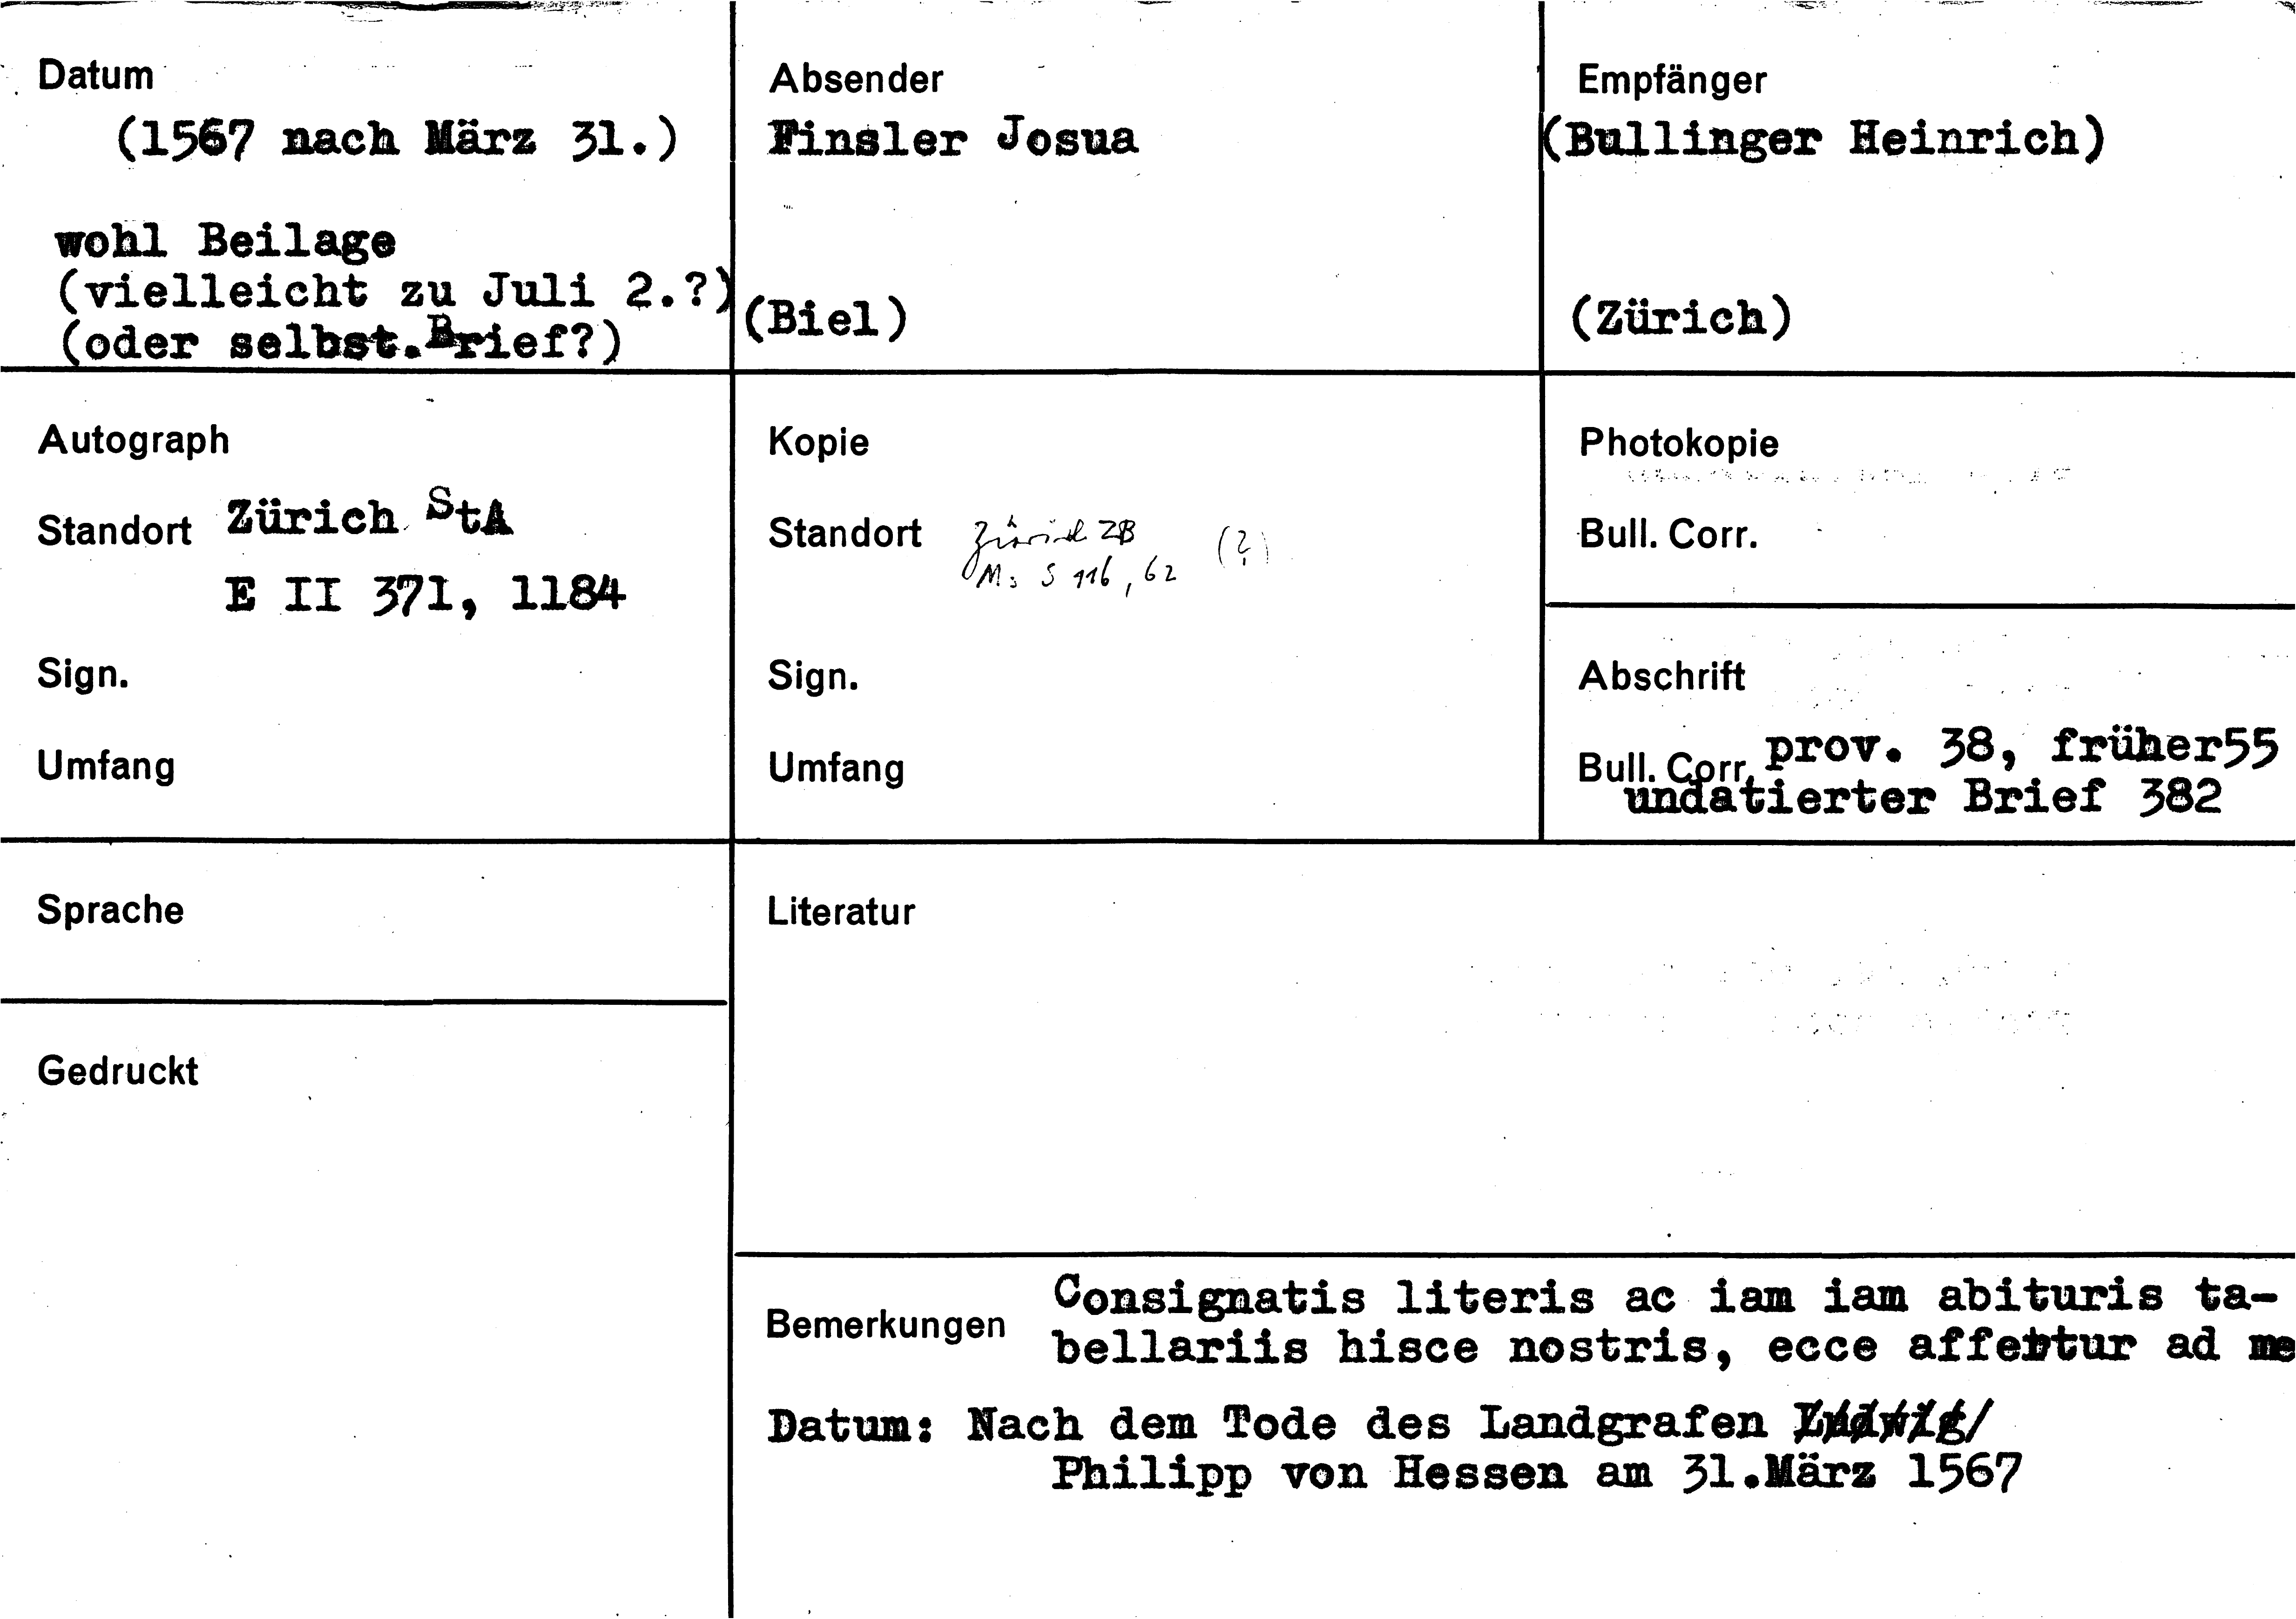 Datum
(1567 nach März 31.)
wohl Beilage
(vielleicht zu Juli 2.?)
(oder selbst.Brief?)
Absender
Finsler Josua
(Biel)
Empfänger
(Bullinger Heinrich)
(Zürich)
Autograph
Standort Zürich StA
E II 371, 1184
Sign.
Umfang
Kopie
Standort Zürich ZB (?)
Ms S 116, 62
Sign.
Umfang
Photokopie
Bull. Corr.
Abschrift
Bull. Corr. prov. 38, früher55
undatierter Brief 382
Sprache
Gedruckt
Literatur
Bemerkungen Consignatis literis ac iam iam abituris ta-
bellariis hisce nostris, ecce affertur ad me
Datum: Nach dem Tode des Landgrafen Ludwig/
Philipp von Hessen am 31.März 1567